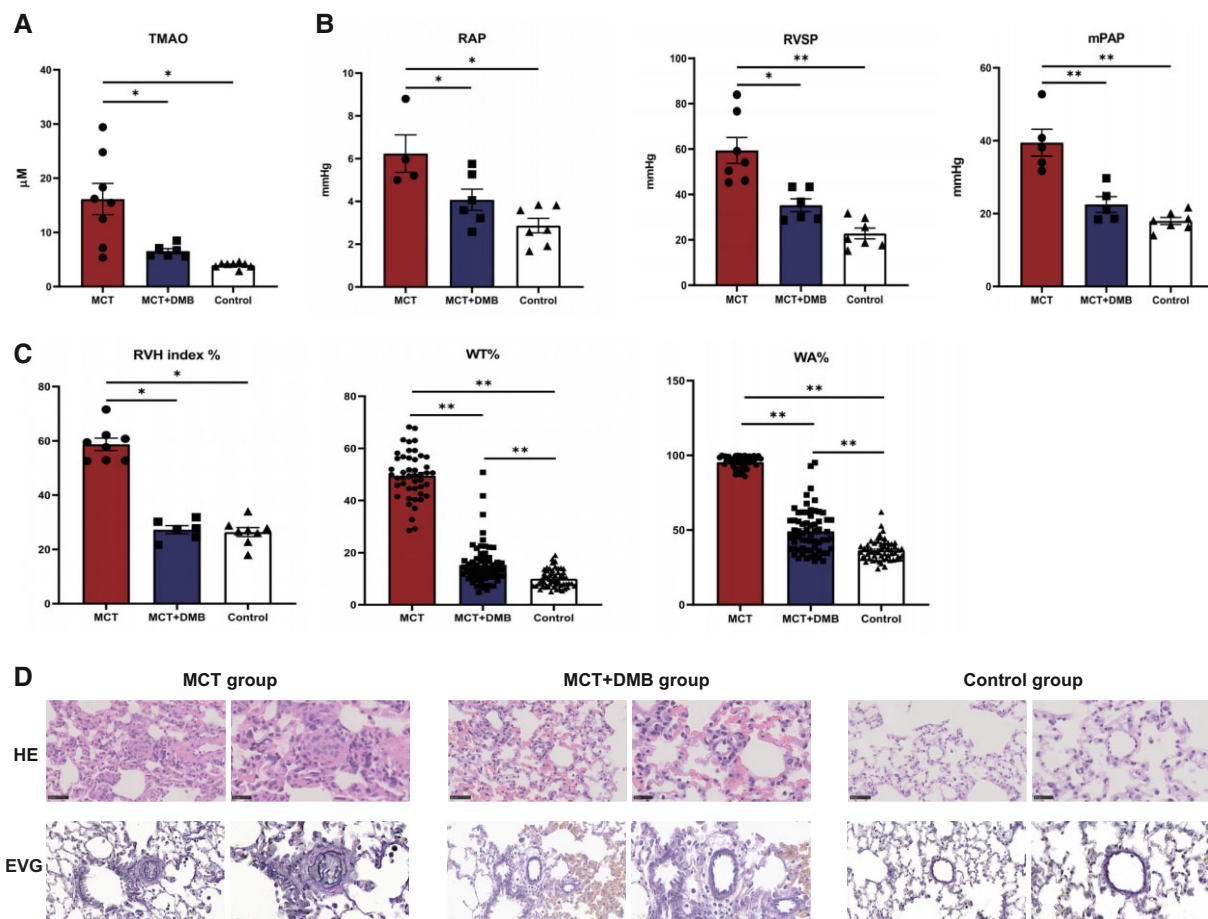 A
TMAO
*
*
40
30
20
10
0
μM
MCT
MCT+DMB
Control
B
RAP
*
*
10
8
6
4
2
0
mmHg
MCT
MCT+DMB
Control
RVSP
**
*
100
80
60
40
20
0
mmHg
MCT
MCT+DMB
Control
mPAP
**
**
60
40
20
0
mmHg
MCT
MCT+DMB
Control
C
RVH index %
*
*
80
60
40
20
0
MCT
MCT+DMB
Control
WT%
**
**
**
80
60
40
20
0
MCT
MCT+DMB
Control
WA%
**
**
**
150
100
50
0
MCT
MCT+DMB
Control
D
MCT group
MCT+DMB group
Control group
HE
EVG